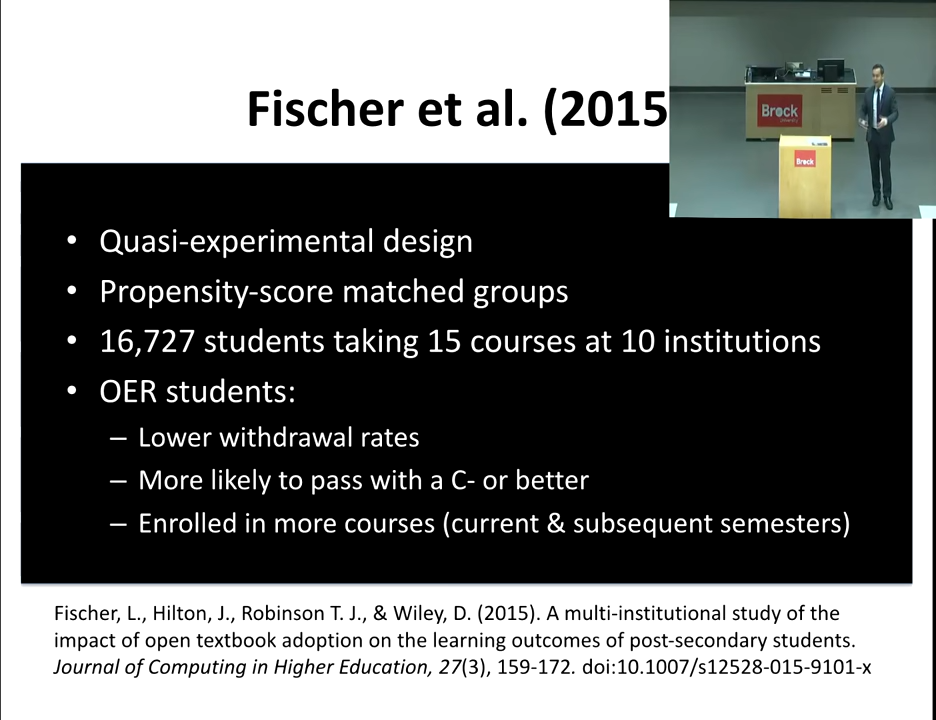 Fischer et al. (2015
Brock
University
Brock
• Quasi-experimental design
• Propensity-score matched groups
• 16,727 students taking 15 courses at 10 institutions
• OER students:
– Lower withdrawal rates
– More likely to pass with a C- or better
– Enrolled in more courses (current & subsequent semesters)
Fischer, L., Hilton, J., Robinson T. J., & Wiley, D. (2015). A multi-institutional study of the
impact of open textbook adoption on the learning outcomes of post-secondary students.
Journal of Computing in Higher Education, 27(3), 159-172. doi:10.1007/s12528-015-9101-x